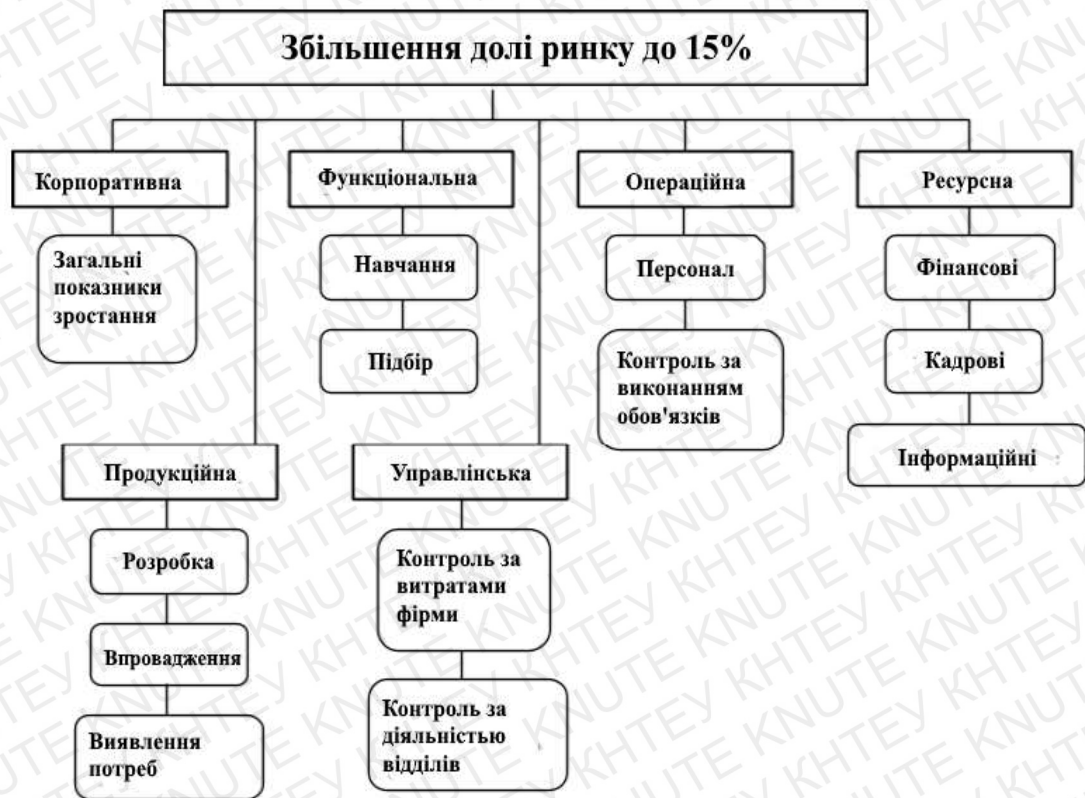 Збільшення долі ринку до 15%
Корпоративна
Функціональна
Операційна
Ресурсна
Загальні
показники
зростання
Навчання
Підбір
Персонал
Контроль за
виконанням
обов'язків
Фінансові
Кадрові
Інформаційні
Продукційна
Управлінська
Розробка
Впровадження
Виявлення
потреб
Контроль за
витратами
фірми
Контроль за
діяльністю
відділів